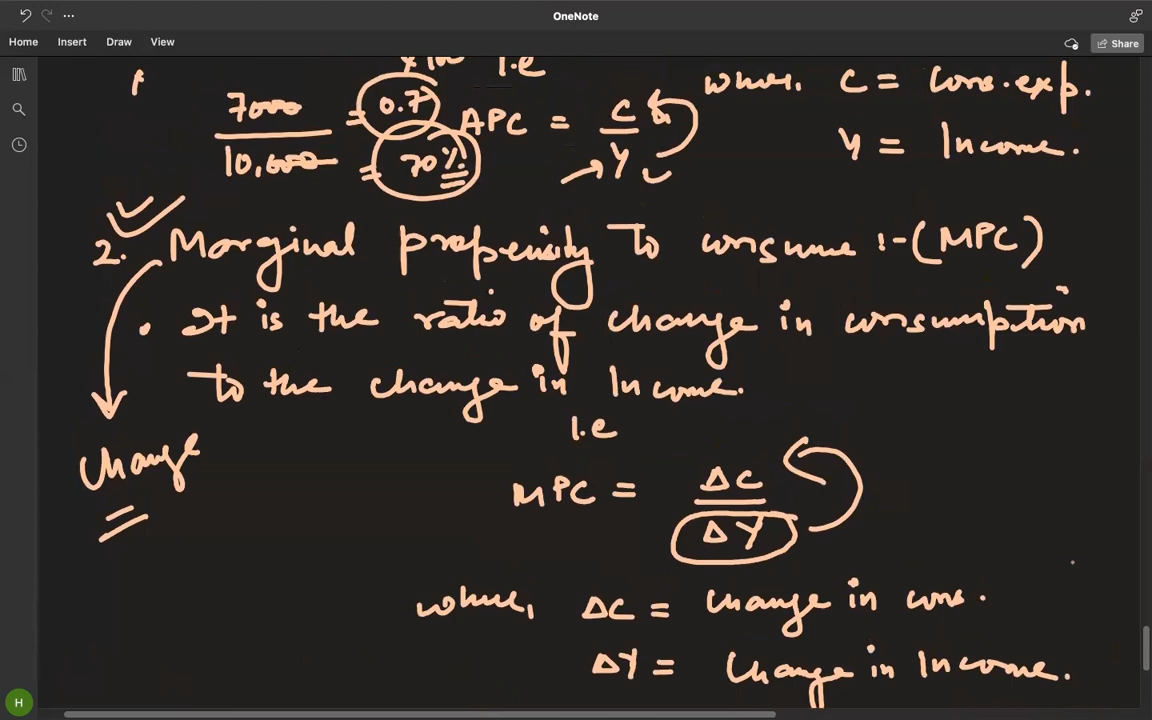 OneNote
Home Insert Draw View
Share
i.e
7000/10,000 = 0.7 = 70%
APC = C/Y
where, C = Cons.exp.
Y = Income.
2. Marginal propensity to consume :- (MPC)
• It is the ratio of change in consumption
to the change in Income.
i.e
Change
MPC = ΔC/ΔY
where, ΔC = change in cons.
ΔY = Change in Income.
H